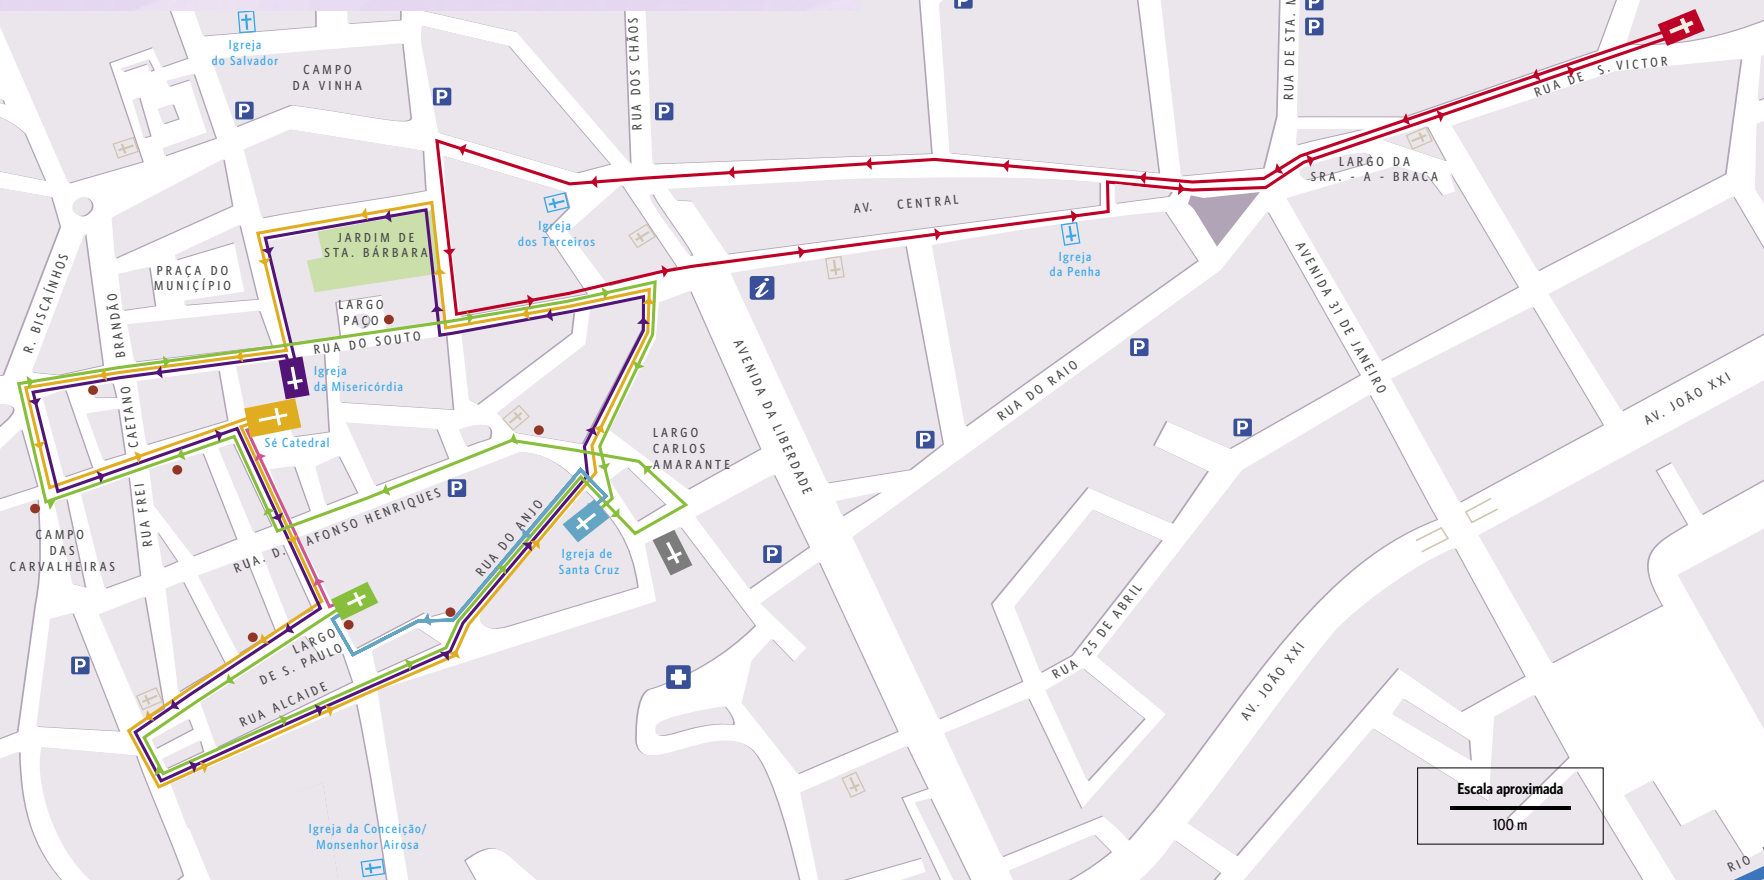 Igreja
do Salvador
CAMPO
DA VINHA
P
P
RUA DOS CHÃOS
P
P
RUA DE STA. M
P
P
RUA DE S. VICTOR
LARGO DA
SRA. - A - BRACA
AV. CENTRAL
Igreja
dos Terceiros
Igreja
da Penha
JARDIM DE
STA. BÁRBARA
PRAÇA DO
MUNICÍPIO
R. BISCAÍNHOS
BRANDÃO
CAETANO
RUA FREI
LARGO
PAÇO
RUA DO SOUTO
i
Igreja
da Misericórdia
Sé Catedral
AVENIDA DA LIBERDADE
AVENIDA 31 DE JANEIRO
P
RUA DO RAIO
P
P
AV. JOÃO XXI
LARGO
CARLOS
AMARANTE
P
RUA. D. AFONSO HENRIQUES
RUA DO ANJO
Igreja de
Santa Cruz
P
CAMPO
DAS
CARVALHEIRAS
LARGO
DE S. PAULO
RUA ALCAIDE
P
RUA 25 DE ABRIL
AV. JOÃO XXI
Igreja da Conceição/
Monsenhor Airosa
Escala aproximada
100 m
RIO